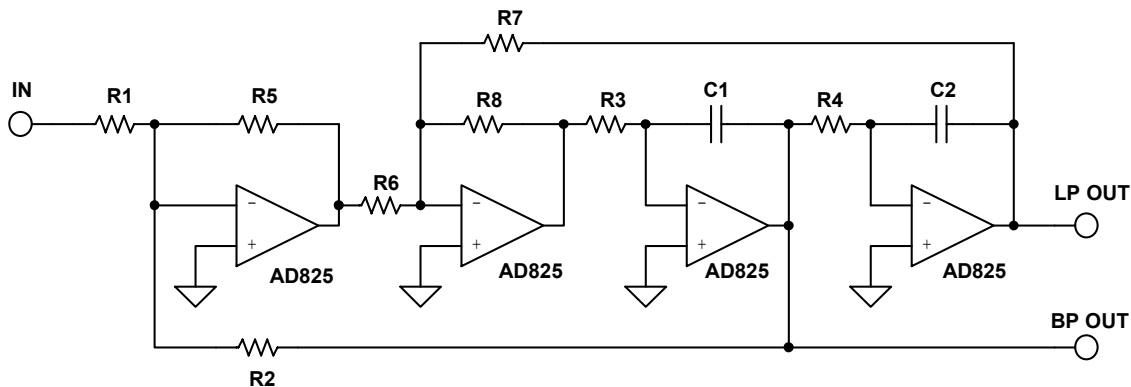 R7
IN
R1
R5
R8
R3
C1
R4
C2
R6
−
+
AD825
−
+
AD825
−
+
AD825
−
+
AD825
LP OUT
BP OUT
R2